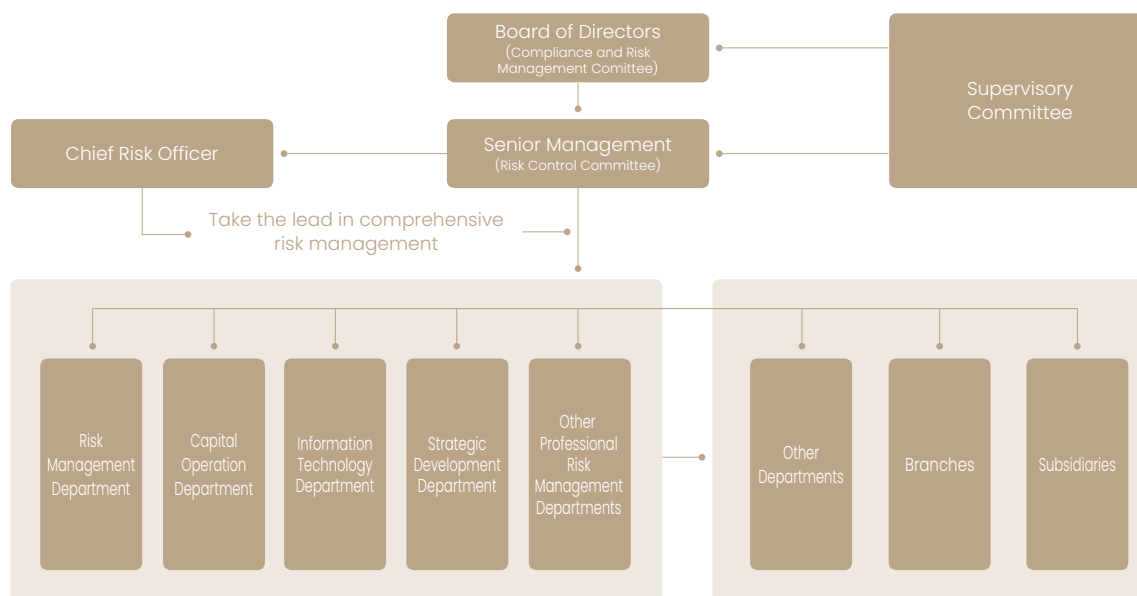 Board of Directors
(Compliance and Risk
Management Comittee)
Supervisory
Committee
Chief Risk Officer
Senior Management
(Risk Control Committee)
Take the lead in comprehensive
risk management
Risk
Management
Department
Capital
Operation
Department
Information
Technology
Department
Strategic
Development
Department
Other
Professional
Risk
Management
Departments
Other
Departments
Branches
Subsidiaries